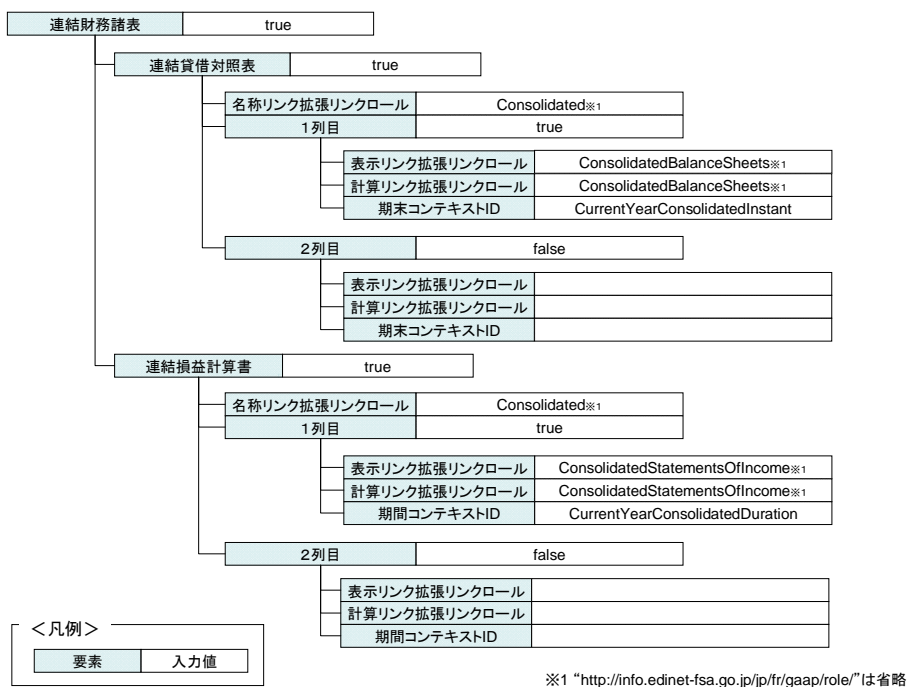 連結財務諸表 true
連結貸借対照表 true
名称リンク拡張リンクロール Consolidated※1
1列目 true
表示リンク拡張リンクロール ConsolidatedBalanceSheets※1
計算リンク拡張リンクロール ConsolidatedBalanceSheets※1
期末コンテキストID CurrentYearConsolidatedInstant
2列目 false
表示リンク拡張リンクロール
計算リンク拡張リンクロール
期末コンテキストID
連結損益計算書 true
名称リンク拡張リンクロール Consolidated※1
1列目 true
表示リンク拡張リンクロール ConsolidatedStatementsOfIncome※1
計算リンク拡張リンクロール ConsolidatedStatementsOfIncome※1
期間コンテキストID CurrentYearConsolidatedDuration
2列目 false
表示リンク拡張リンクロール
計算リンク拡張リンクロール
期間コンテキストID
<凡例>
要素 入力値
※1 “http://info.edinet-fsa.go.jp/jp/fr/gaap/role/”は省略